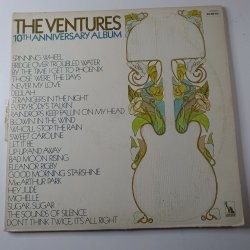 THE VENTURES
10TH ANNIVERSARY ALBUM
SPINNING WHEEL
BRIDGE OVER TROUBLED WATER
BY THE TIME I GET TO PHOENIX
THOSE WERE THE DAYS
NEVER MY LOVE
DELILAH
STRANGERS IN THE NIGHT
EVERYBODY'S TALKIN'
RAINDROPS KEEP FALLIN' ON MY HEAD
BLOWIN' IN THE WIND
WHO'LL STOP THE RAIN
SWEET CAROLINE
LET IT BE
UP, UP AND AWAY
BAD MOON RISING
ELEANOR RIGBY
GOOD MORNING STARSHINE
MacARTHUR PARK
HEY JUDE
MICHELLE
SUGAR, SUGAR
THE SOUNDS OF SILENCE
DON'T THINK TWICE, IT'S ALL RIGHT